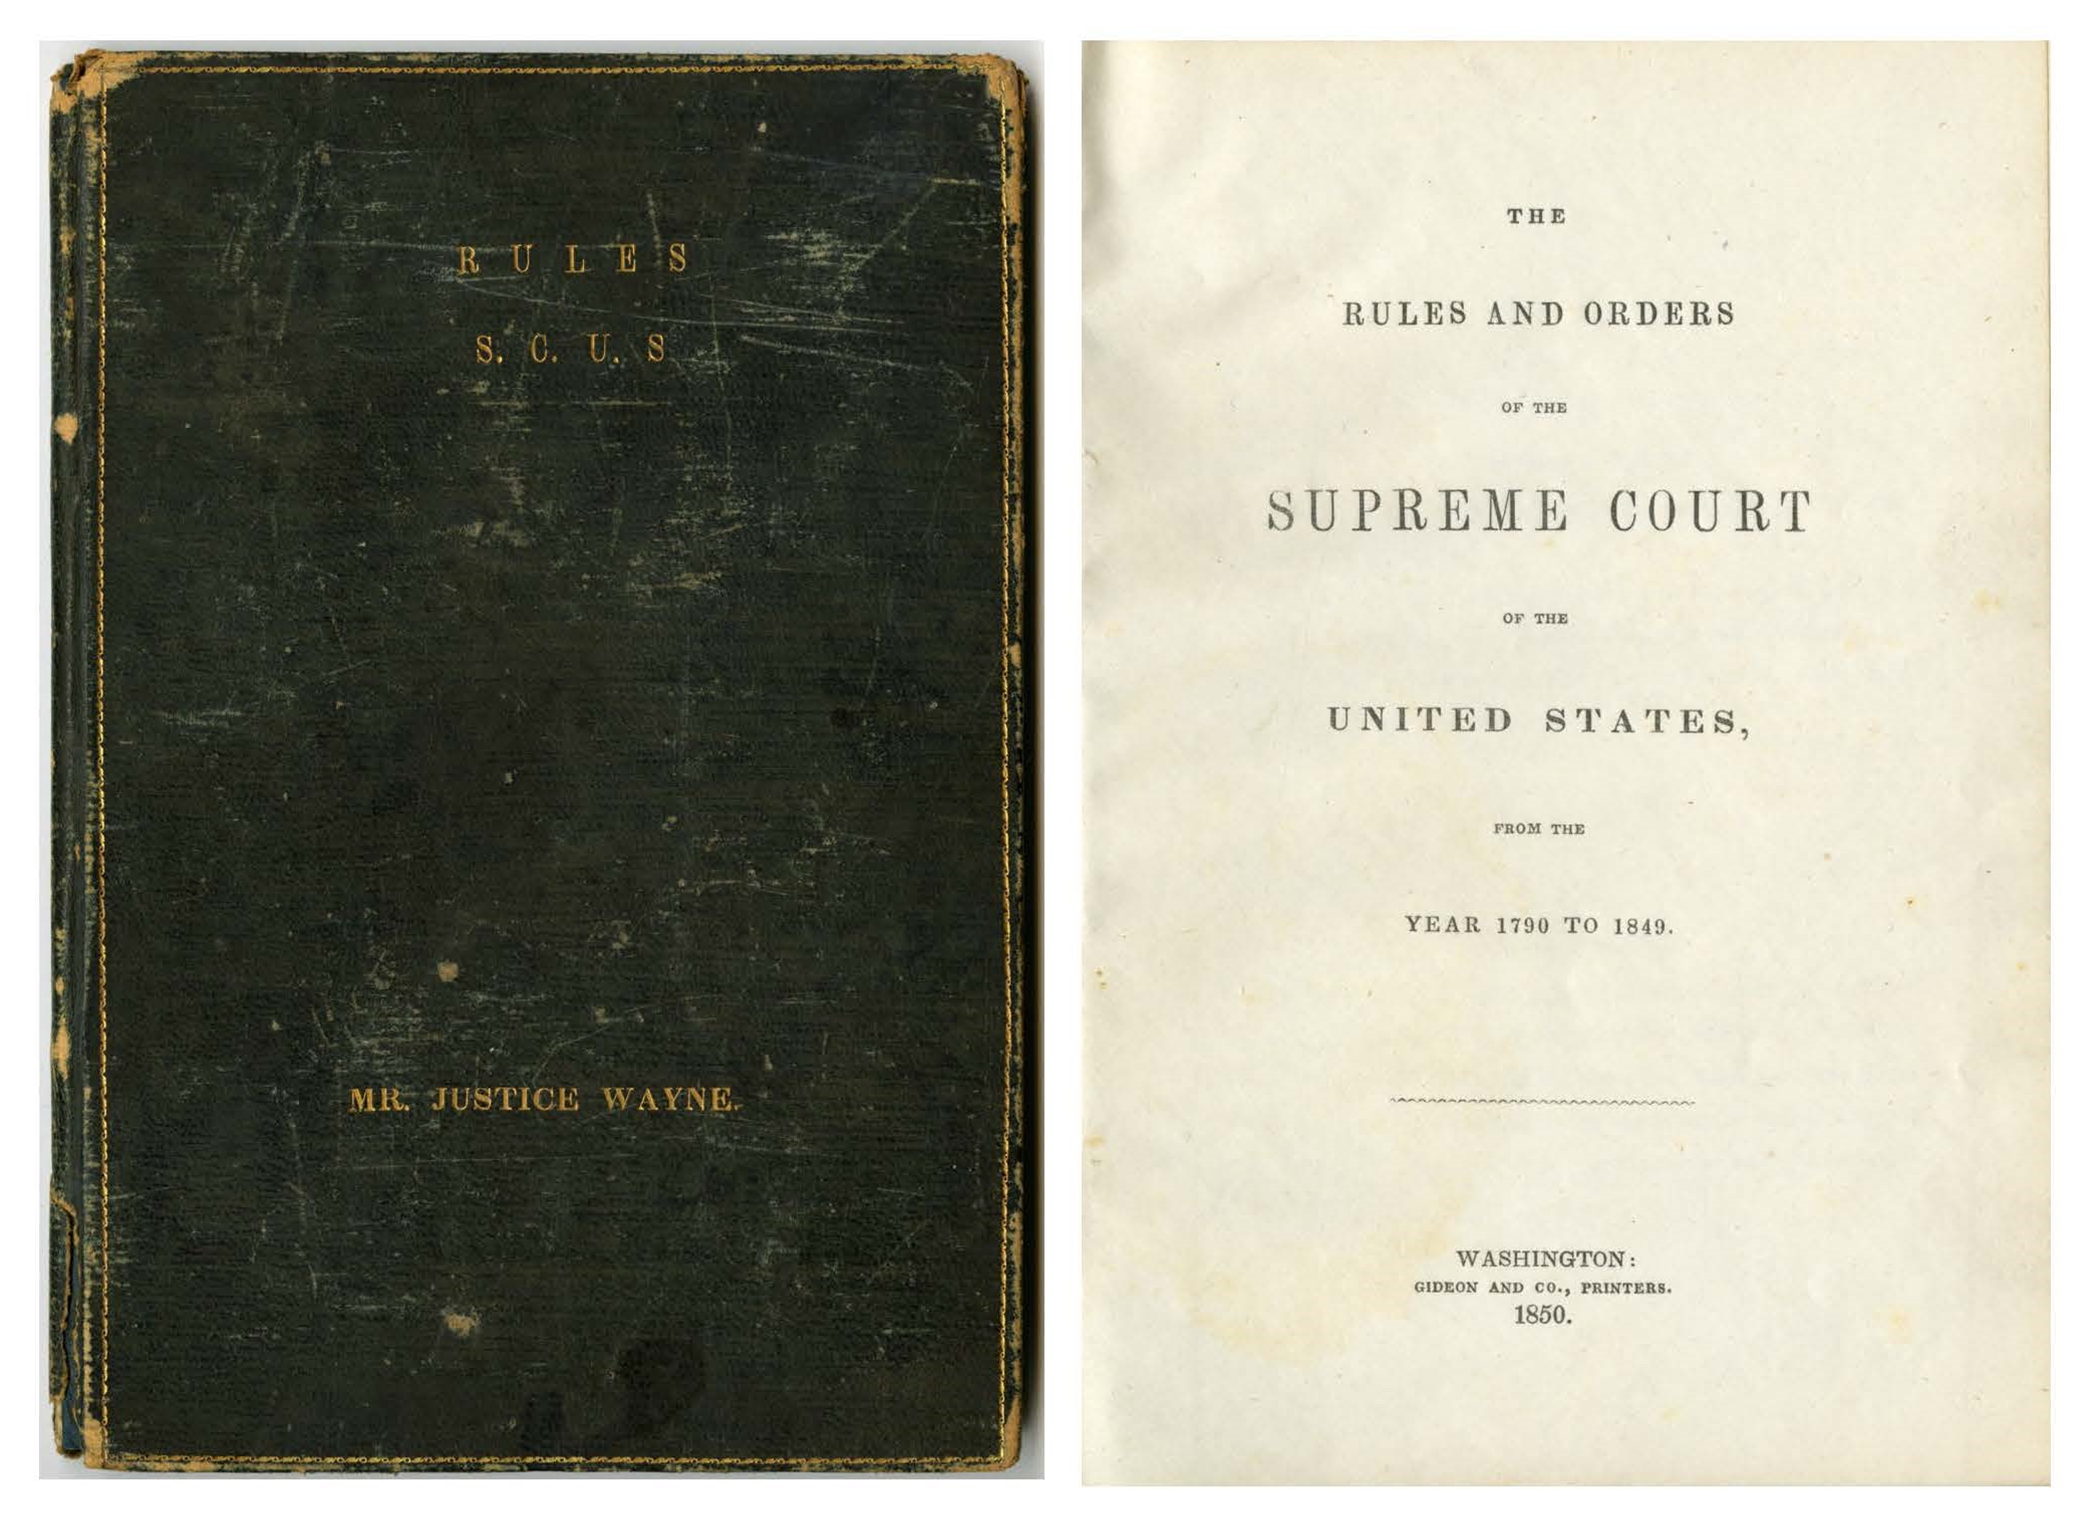 RULES
S. C. U. S
MR. JUSTICE WAYNE.
THE
RULES AND ORDERS
OF THE
SUPREME COURT
OF THE
UNITED STATES,
FROM THE
YEAR 1790 TO 1849.
WASHINGTON:
GIDEON AND CO., PRINTERS.
1850.